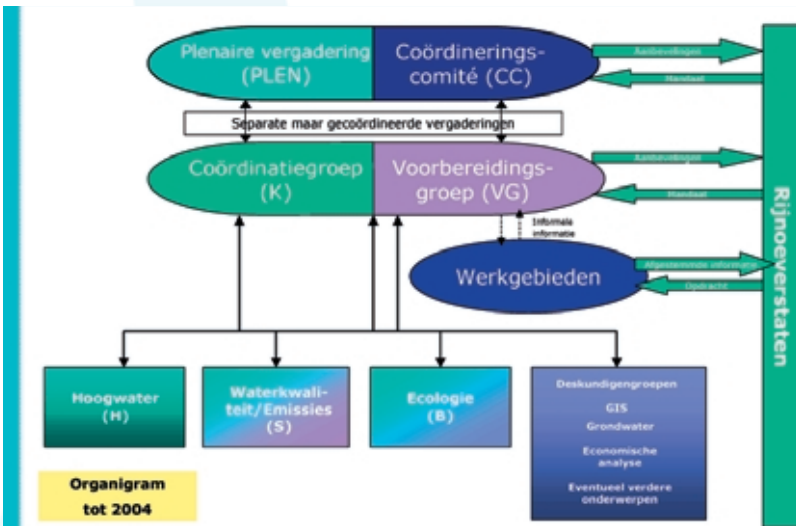 Plenaire vergadering
(PLEN)
Coördinerings-
comité (CC)
Aanbevelingen
Mandaat
Separate maar gecoördineerde vergaderingen
Coördinatiegroep
(K)
Voorbereidings-
groep (VG)
Aanbevelingen
Mandaat
Informele
informatie
Werkgebieden
Afgestemmde informatie
Opdracht
Rijnoeverstaten
Hoogwater
(H)
Waterkwali-
teit/Emissies
(S)
Ecologie
(B)
Deskundigengroepen
GIS
Grondwater
Economische
analyse
Eventueel verdere
onderwerpen
Organigram
tot 2004